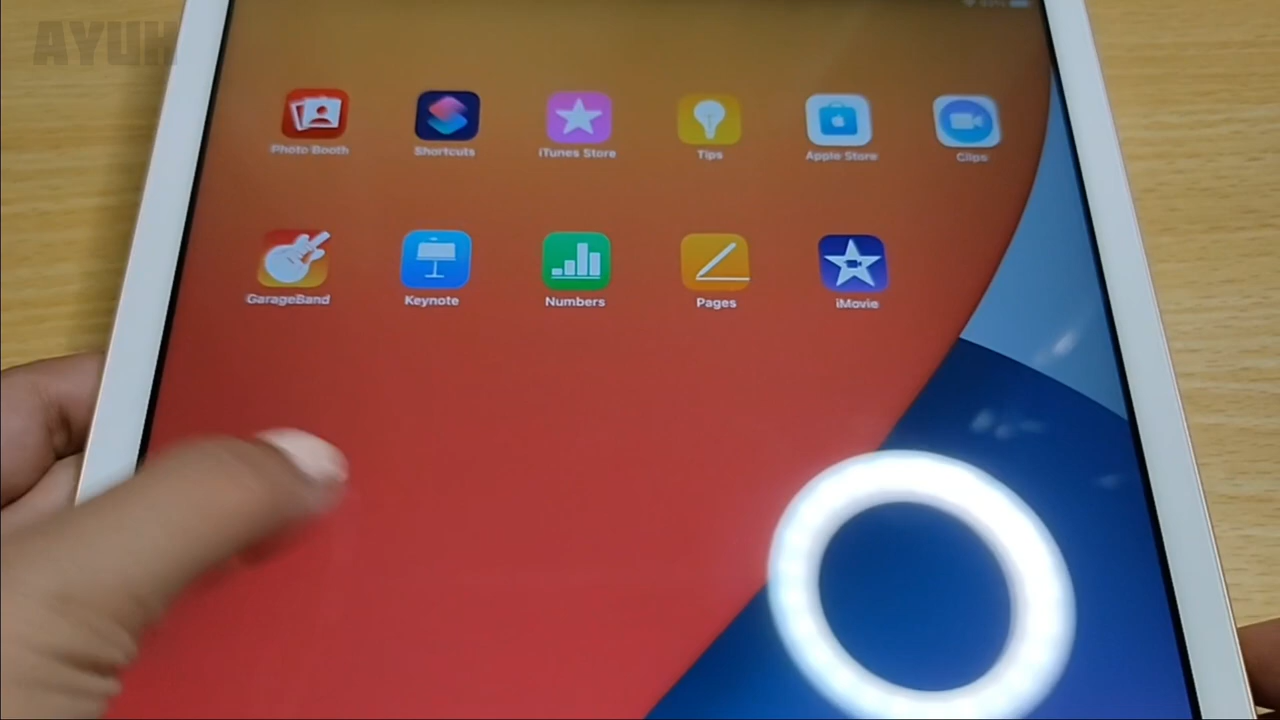 AYUH
Photo Booth
Shortcuts
iTunes Store
Tips
Apple Store
Clips
GarageBand
Keynote
Numbers
Pages
iMovie